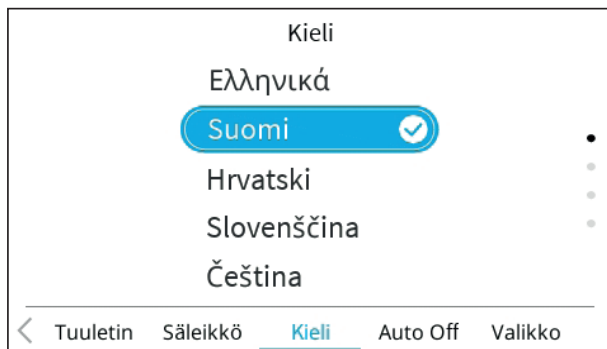 Kieli
Ελληνικά
Suomi
Hrvatski
Slovenščina
Čeština
Tuuletin Säleikkö Kieli Auto Off Valikko